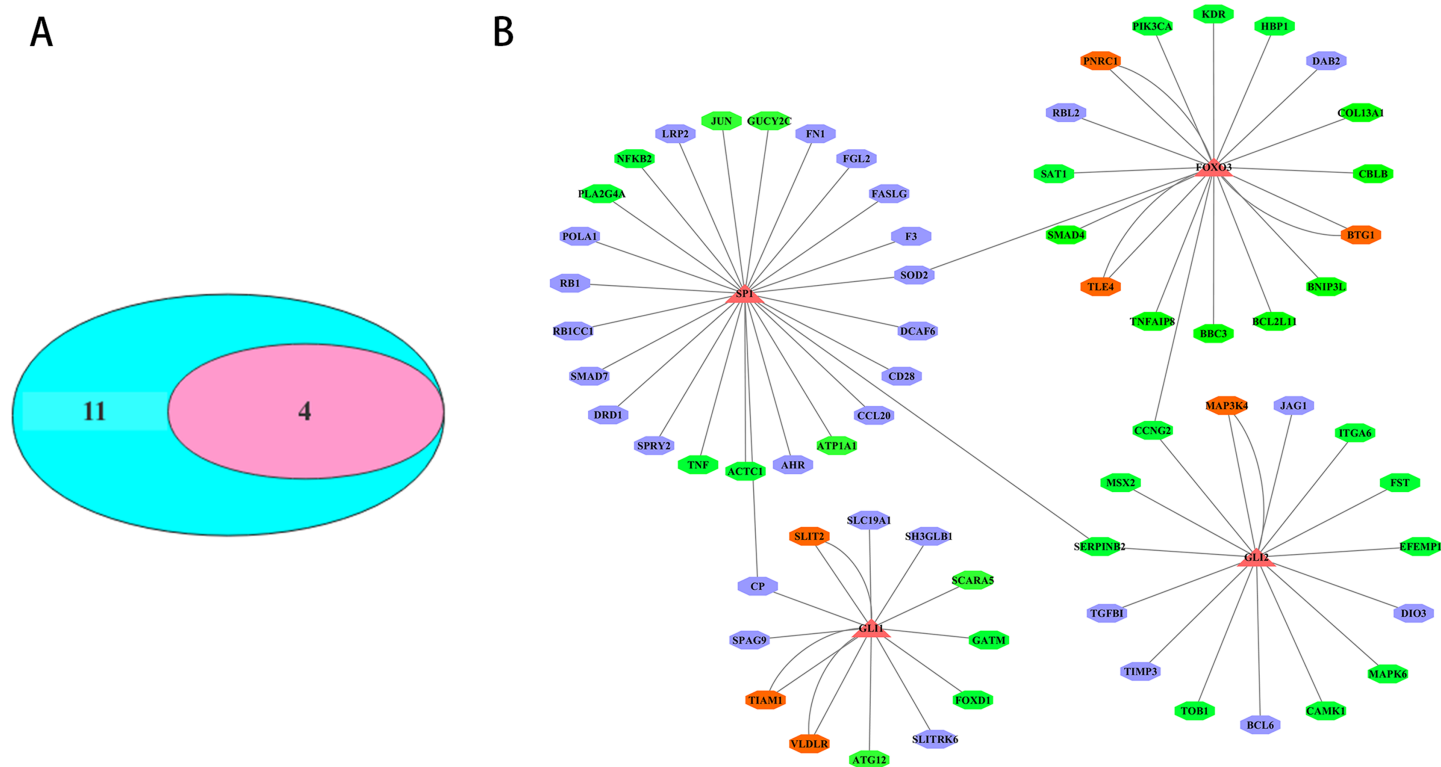 A
B
11
4
KDR
PIK3CA
HBP1
PNRC1
DAB2
RBL2
COL13A1
FOXO3
SAT1
CBLB
SMAD4
BTG1
TLE4
BNIP3L
TNFAIP8
BCL2L11
BBC3
JUN
GUCY2C
LRP2
FN1
NFKB2
FGL2
PLA2G4A
FASLG
POLA1
F3
SOD2
RB1
SP1
RB1CC1
DCAF6
SMAD7
CD28
DRD1
CCL20
SPRY2
ATP1A1
TNF
ACTC1
AHR
MAP3K4
JAG1
CCNG2
ITGA6
MSX2
FST
SERPINB2
EFEMP1
GLI2
TGFBI
DIO3
TIMP3
MAPK6
TOB1
CAMK1
BCL6
SLC19A1
SLIT2
SH3GLB1
CP
SCARA5
GLI1
SPAG9
GATM
TIAM1
FOXD1
VLDLR
SLITRK6
ATG12